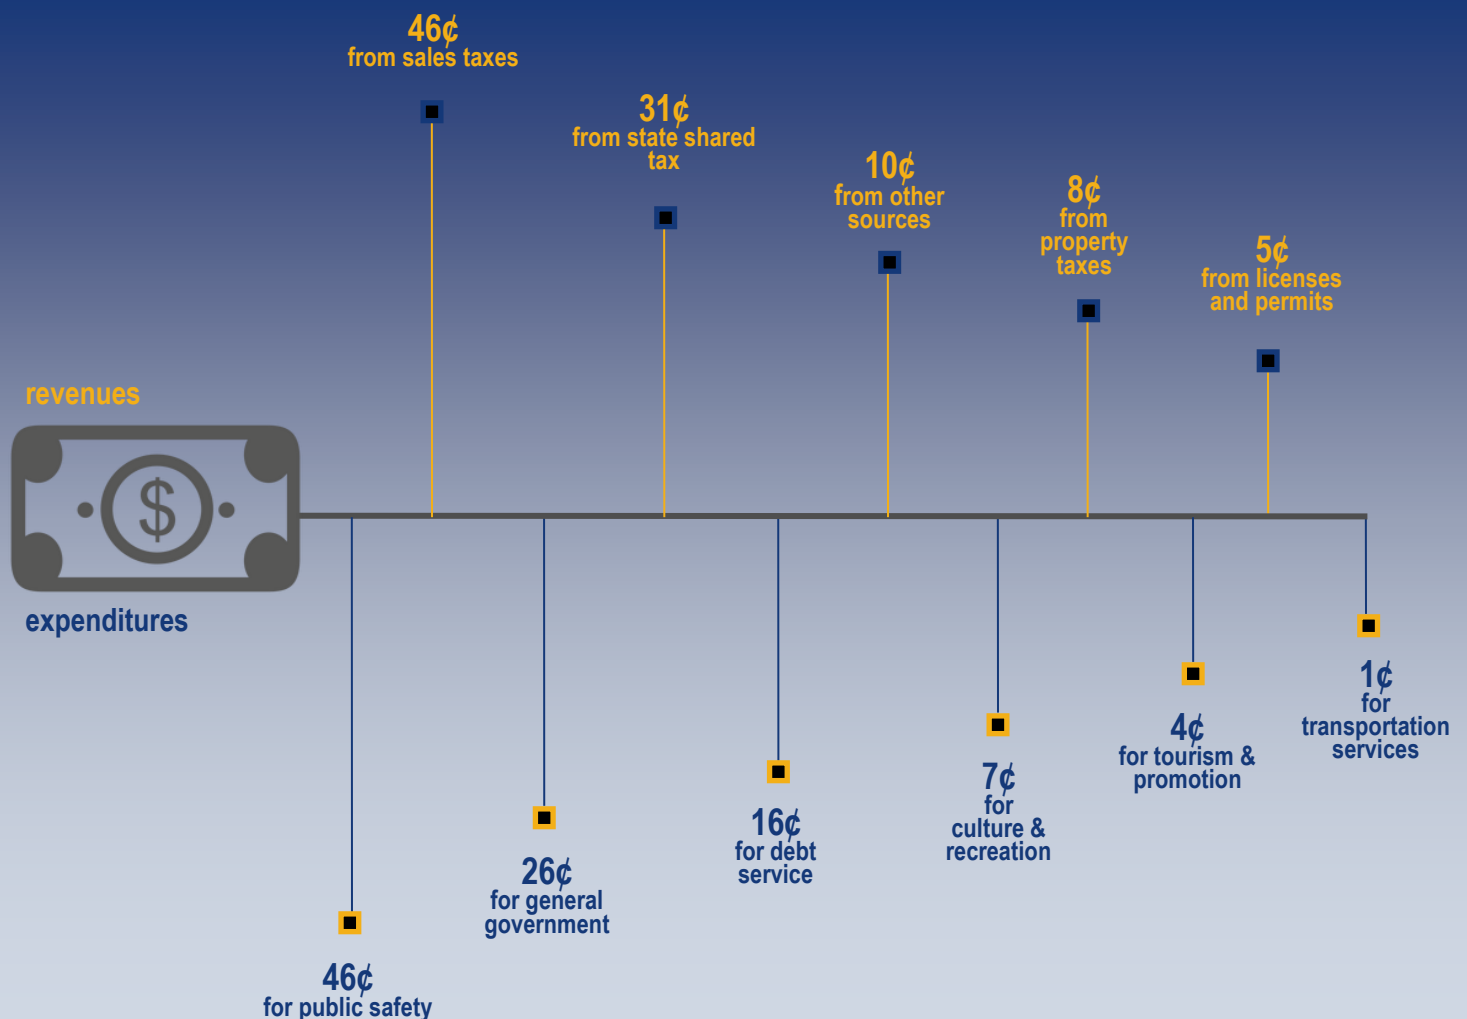 46¢
from sales taxes
31¢
from state shared
tax
10¢
from other
sources
8¢
from
property
taxes
5¢
from licenses
and permits
revenues
$
expenditures
46¢
for public safety
26¢
for general
government
16¢
for debt
service
7¢
for
culture &
recreation
4¢
for tourism &
promotion
1¢
for
transportation
services